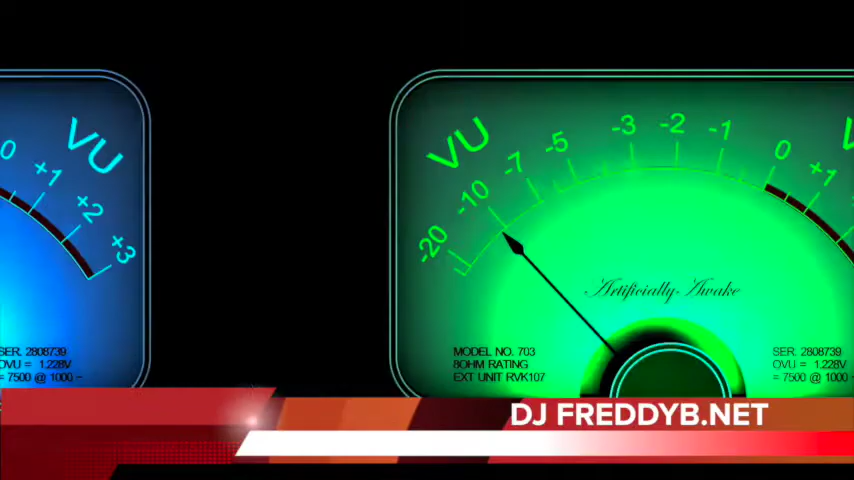 VU
0
+1
+2
+3
SER. 2808739
0VU = 1.228V
= 7500 @ 1000 ~
VU
-20
-10
-7
-5
-3
-2
-1
0
+1
Artificially Awake
MODEL NO. 703
8OHM RATING
EXT UNIT RVK107
SER. 2808739
0VU = 1.228V
= 7500 @ 1000 ~
DJ FREDDYB.NET